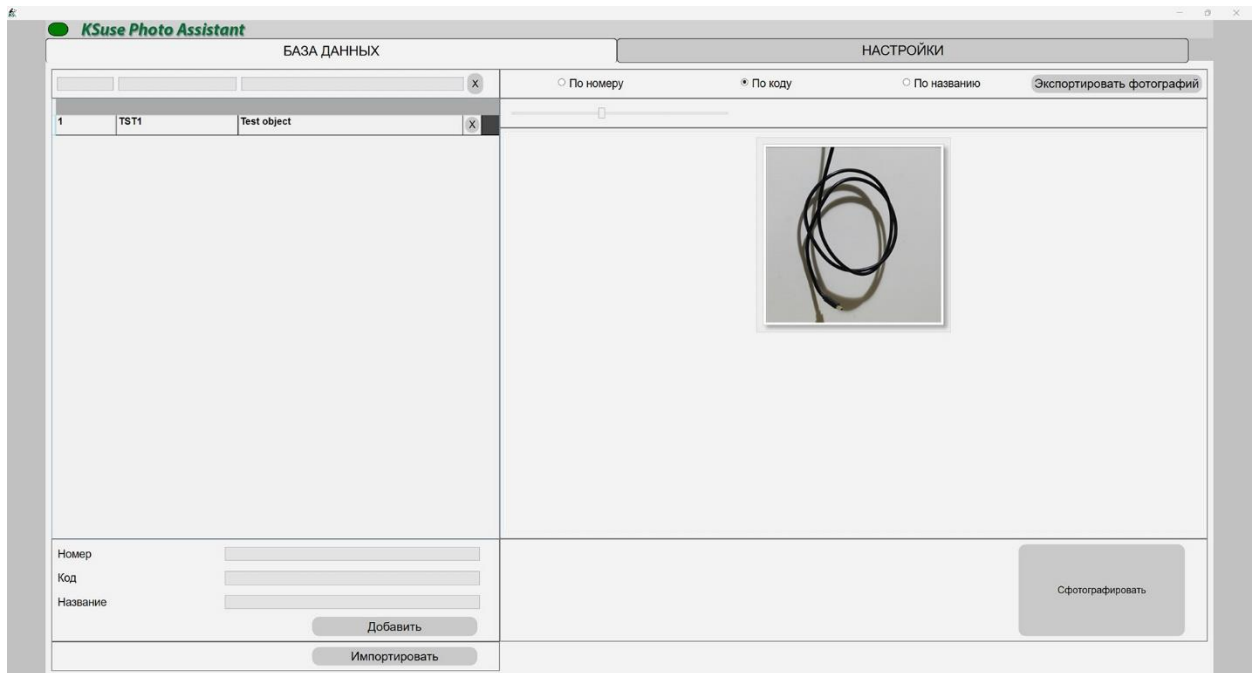 KSuse Photo Assistant
БАЗА ДАННЫХ
НАСТРОЙКИ
X
По номеру
По коду
По названию
Экспортировать фотографий
1 TST1 Test object X
Номер
Код
Название
Добавить
Импортировать
Сфотографировать